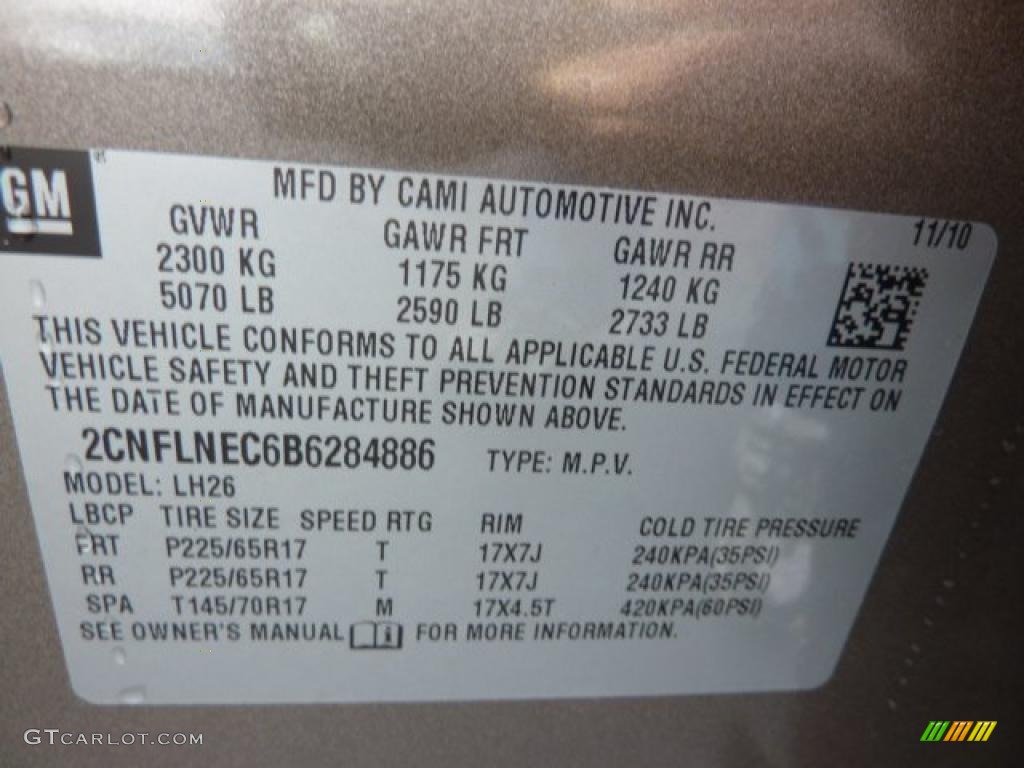 GM
MFD BY CAMI AUTOMOTIVE INC.
11/10
GVWR GAWR FRT GAWR RR
2300 KG 1175 KG 1240 KG
5070 LB 2590 LB 2733 LB
THIS VEHICLE CONFORMS TO ALL APPLICABLE U.S. FEDERAL MOTOR
VEHICLE SAFETY AND THEFT PREVENTION STANDARDS IN EFFECT ON
THE DATE OF MANUFACTURE SHOWN ABOVE.
2CNFLNEC6B6284886 TYPE: M.P.V.
MODEL: LH26
LBCP TIRE SIZE SPEED RTG RIM COLD TIRE PRESSURE
FRT P225/65R17 T 17X7J 240KPA(35PSI)
RR P225/65R17 T 17X7J 240KPA(35PSI)
SPA T145/70R17 M 17X4.5T 420KPA(60PSI)
SEE OWNER'S MANUAL FOR MORE INFORMATION.
GTCARLOT.COM